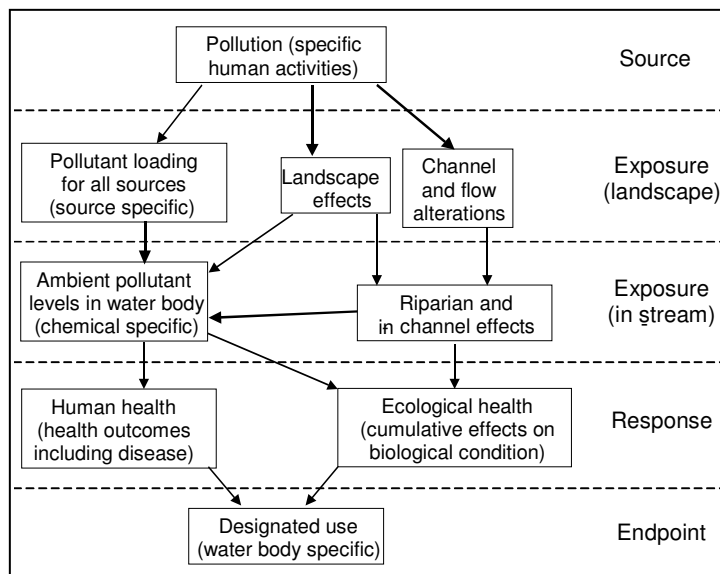 Pollution (specific
human activities)
Source
Pollutant loading
for all sources
(source specific)
Landscape
effects
Channel
and flow
alterations
Exposure
(landscape)
Ambient pollutant
levels in water body
(chemical specific)
Riparian and
in channel effects
Exposure
(in stream)
Human health
(health outcomes
including disease)
Ecological health
(cumulative effects on
biological condition)
Response
Designated use
(water body specific)
Endpoint